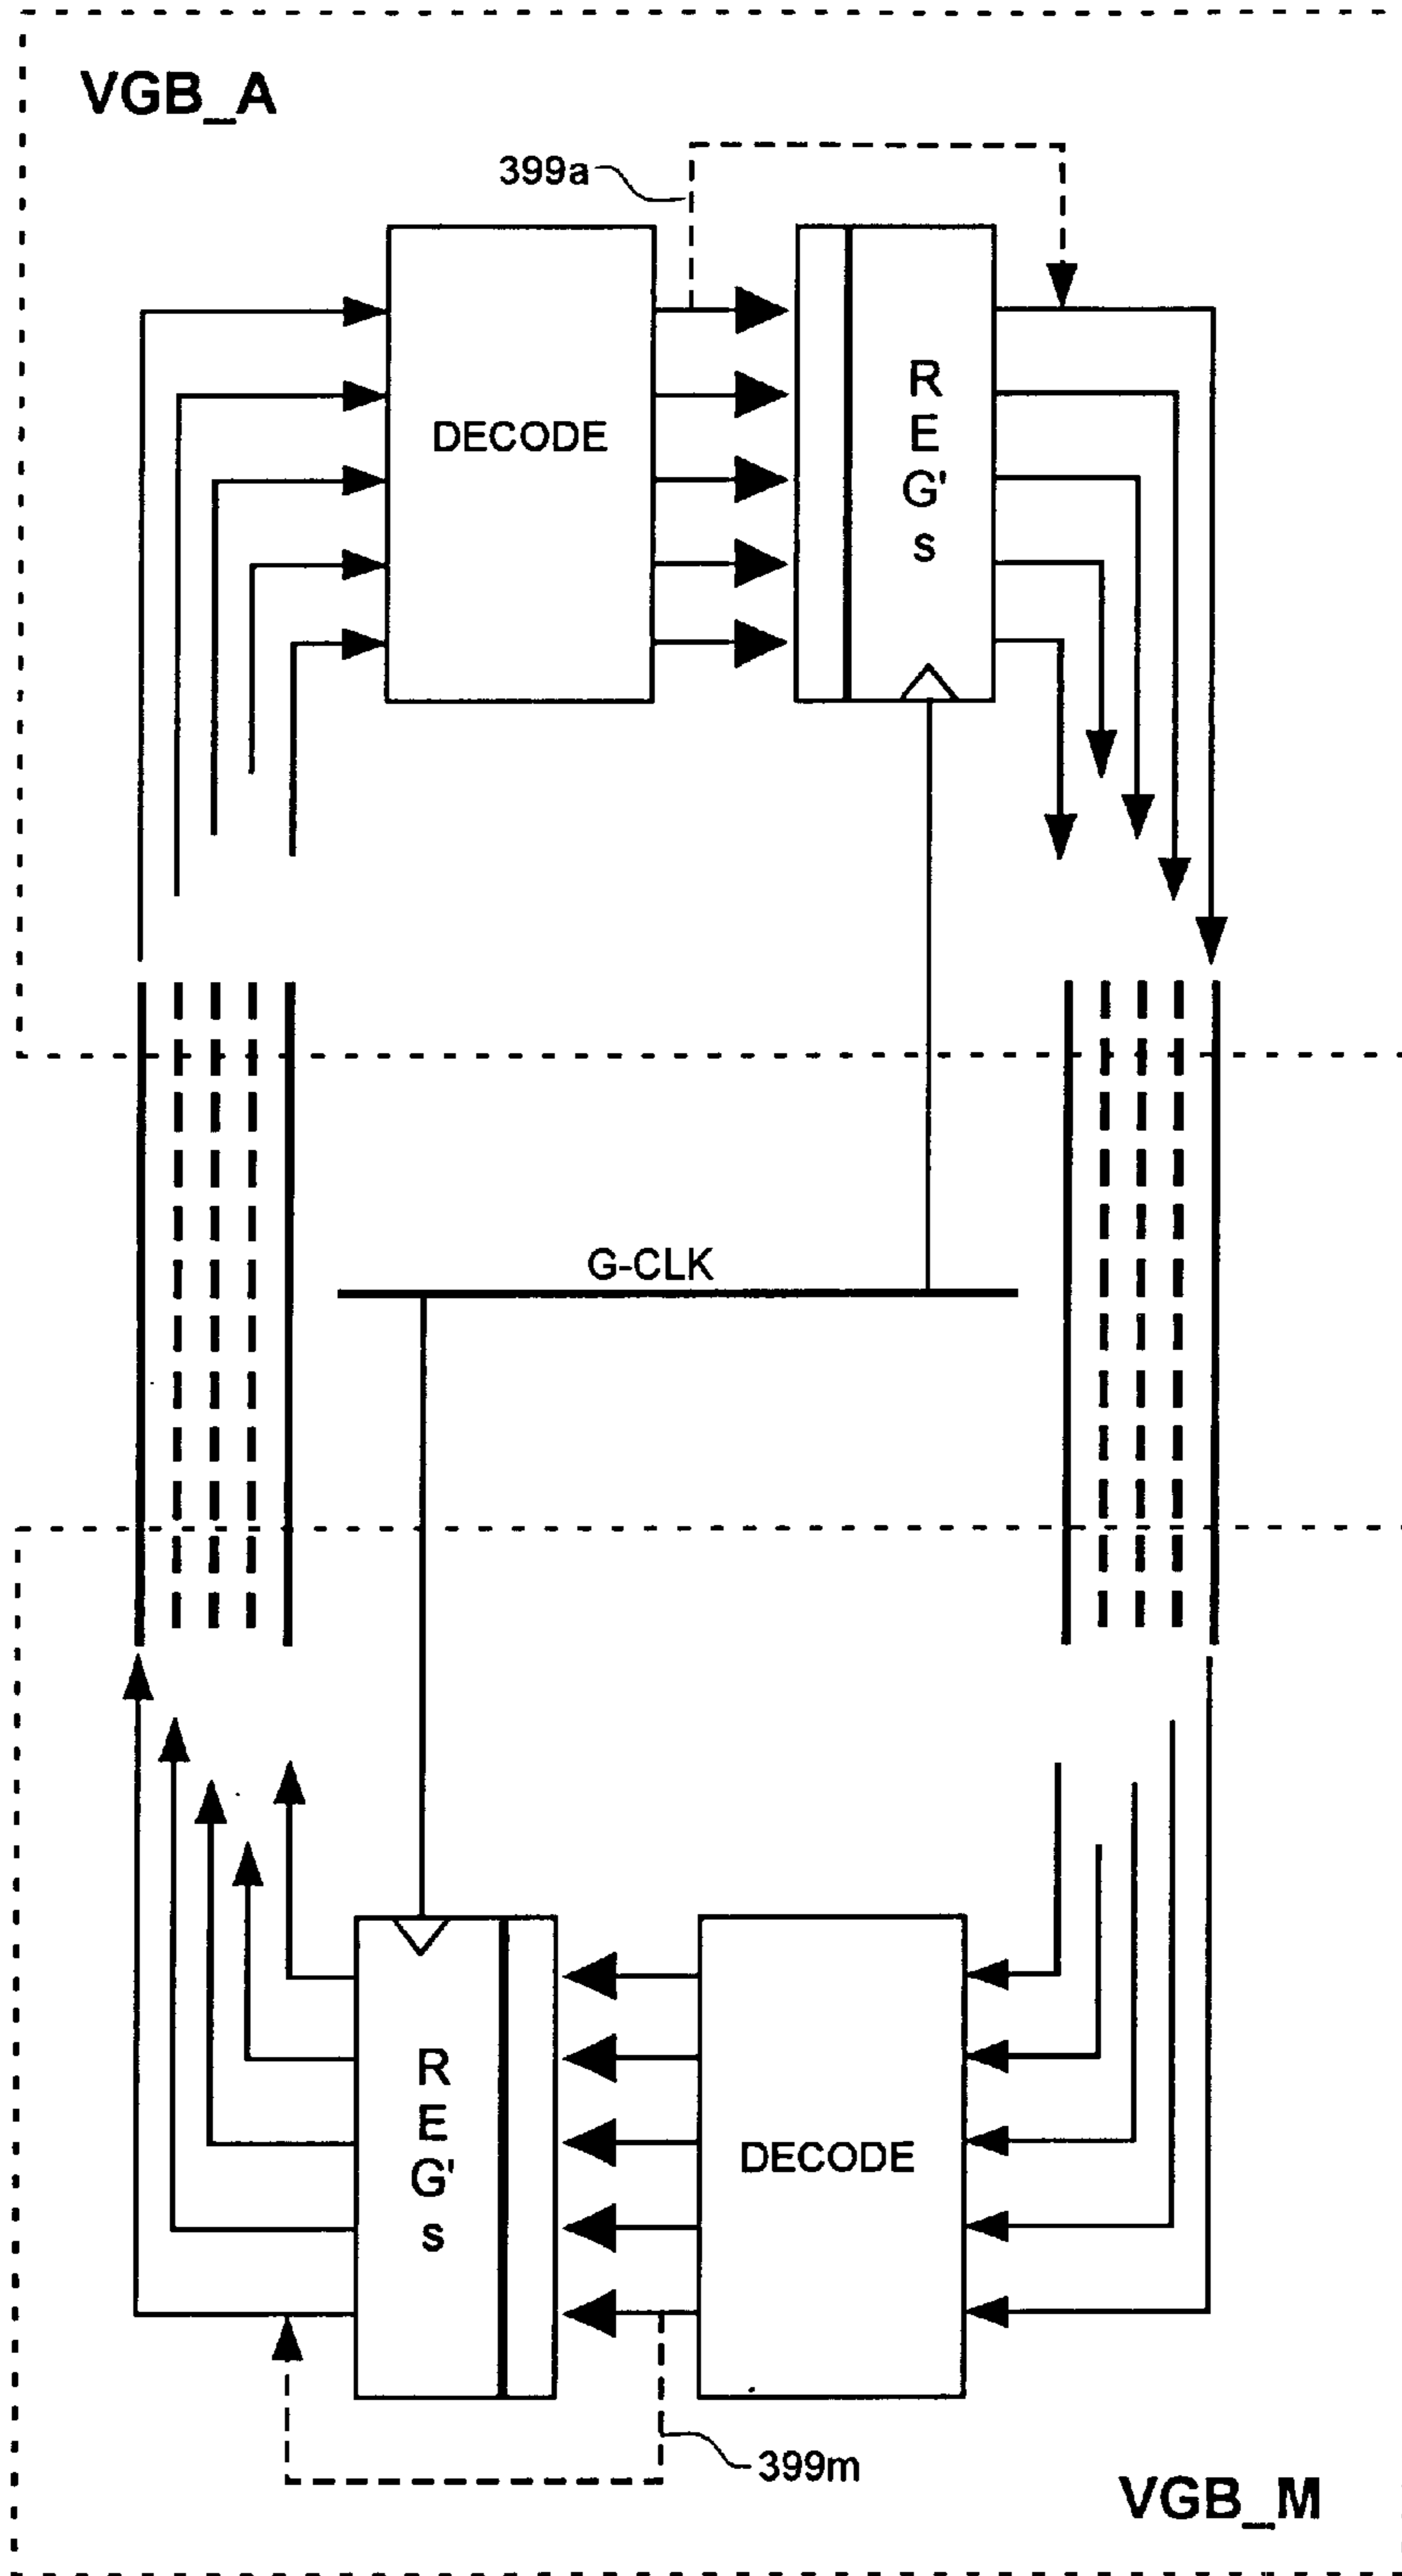 VGB_A
399a
DECODE
R
E
G'
s
G-CLK
R
E
G'
s
DECODE
399m
VGB_M